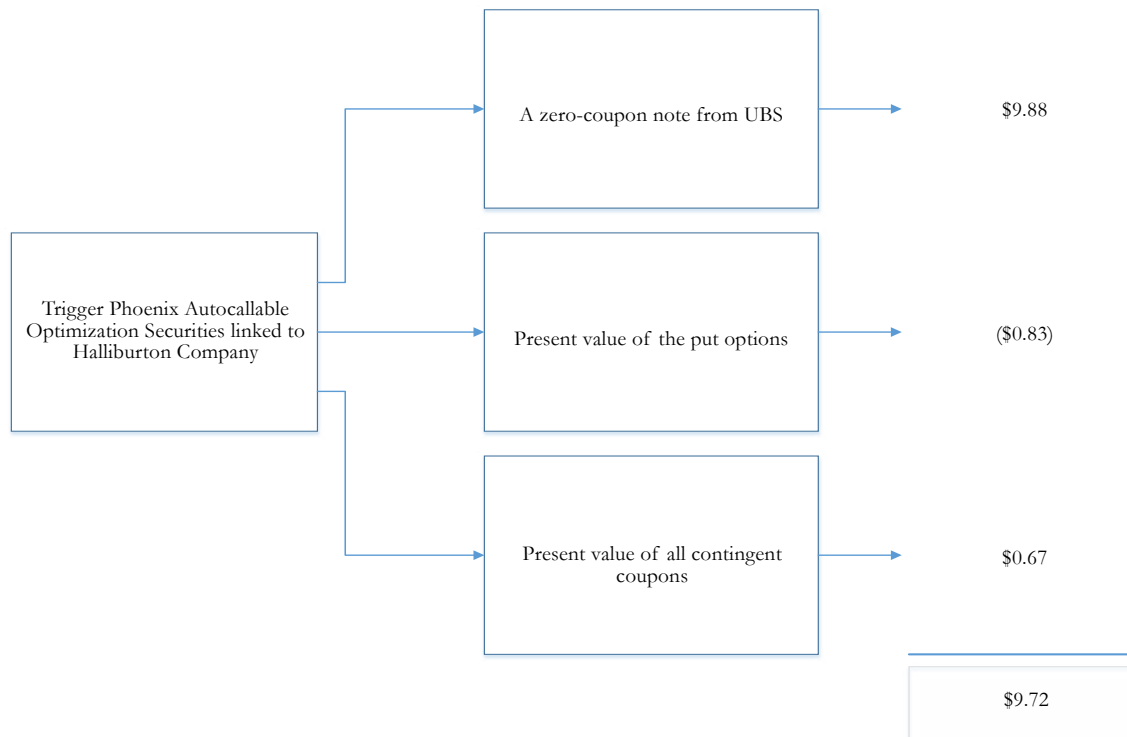 A zero-coupon note from UBS
$9.88
Trigger Phoenix Autocallable
Optimization Securities linked to
Halliburton Company
Present value of the put options
($0.83)
Present value of all contingent
coupons
$0.67
$9.72